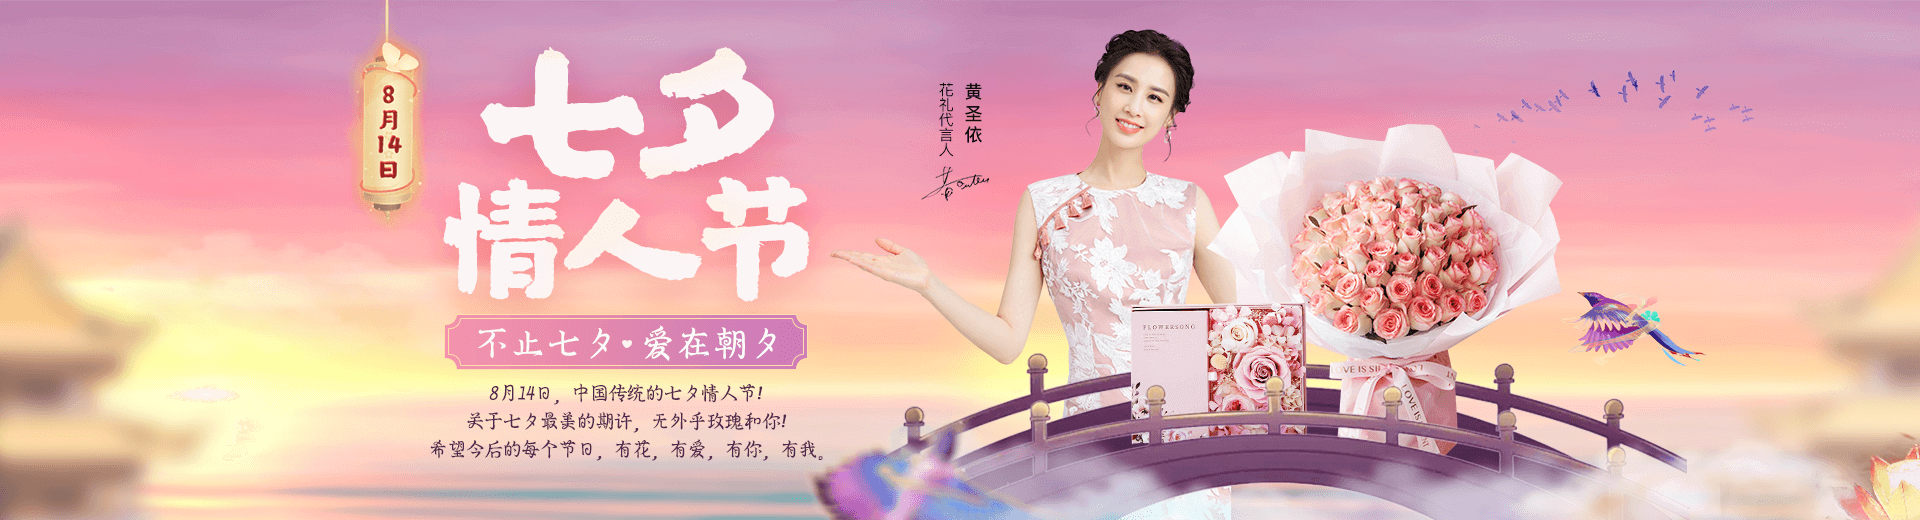 8月14日
七夕
情人节
不止七夕·爱在朝夕
8月14日，中国传统的七夕情人节!
关于七夕最美的期许，无外乎玫瑰和你!
希望今后的每个节日，有花，有爱，有你，有我。
黄圣依
花礼代言人
FLOWERSONG
LOVE IS
LOVE IS